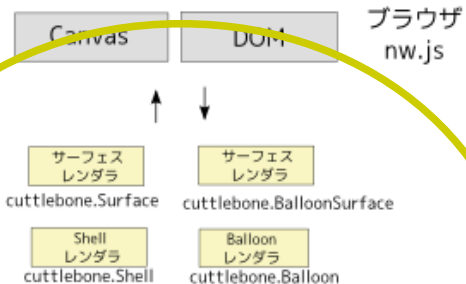 Canvas
DOM
ブラウザ
nw.js
サーフェス
レンダラ
cuttlebone.Surface
サーフェス
レンダラ
cuttlebone.BalloonSurface
Shell
レンダラ
cuttlebone.Shell
Balloon
レンダラ
cuttlebone.Balloon